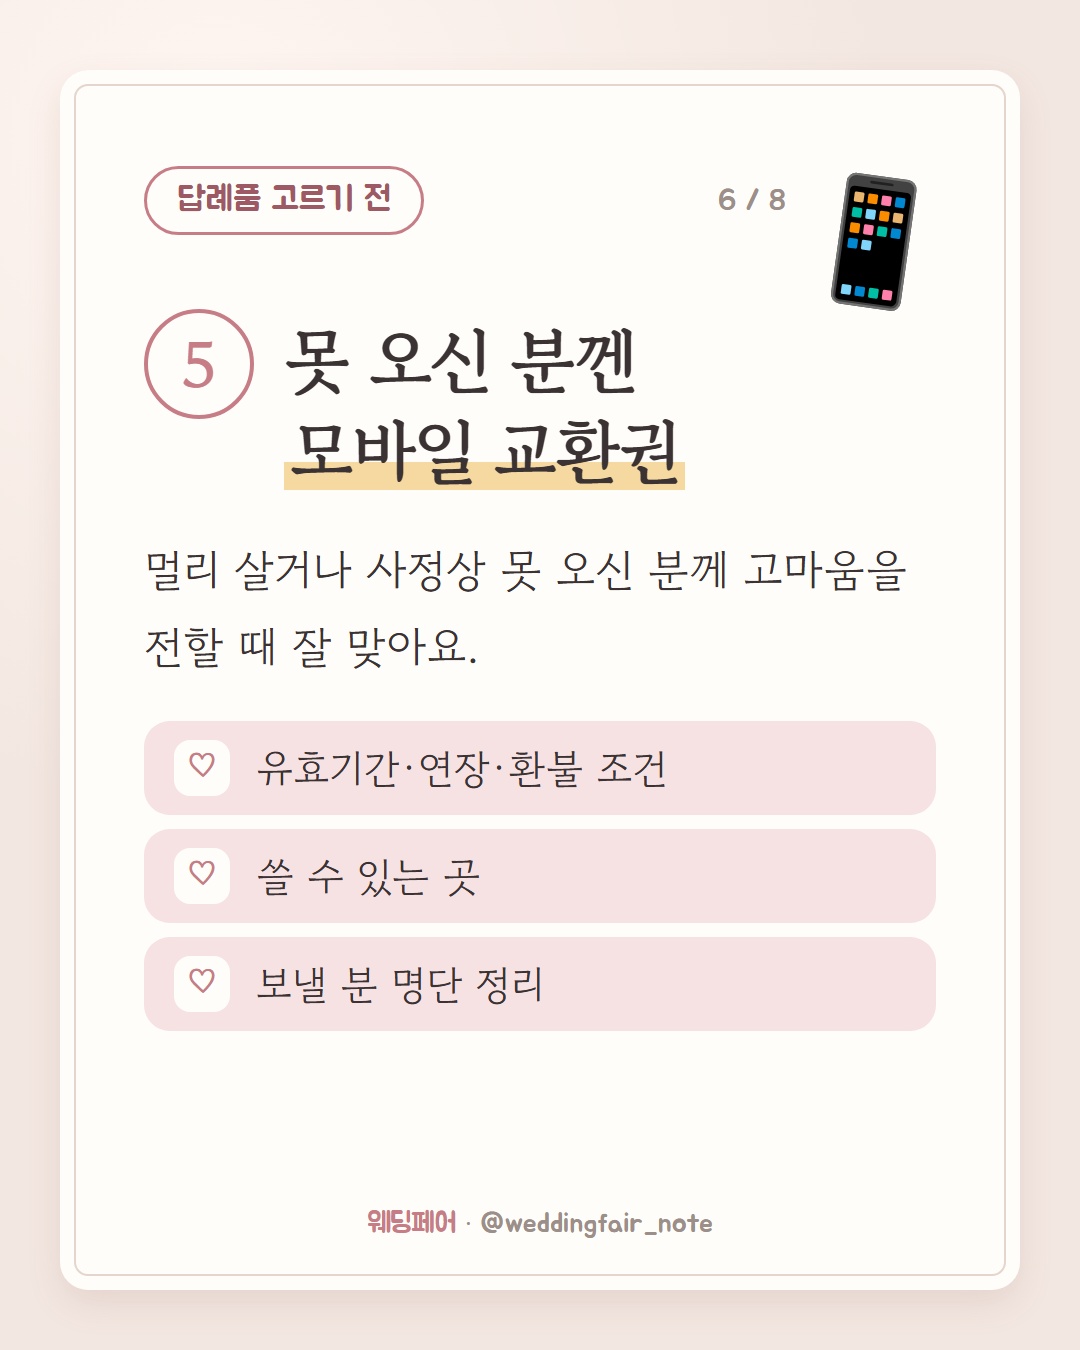 답례품 고르기 전
6 / 8
5
못 오신 분껜
모바일 교환권
멀리 살거나 사정상 못 오신 분께 고마움을
전할 때 잘 맞아요.
유효기간·연장·환불 조건
쓸 수 있는 곳
보낼 분 명단 정리
웨딩페어 · @weddingfair_note